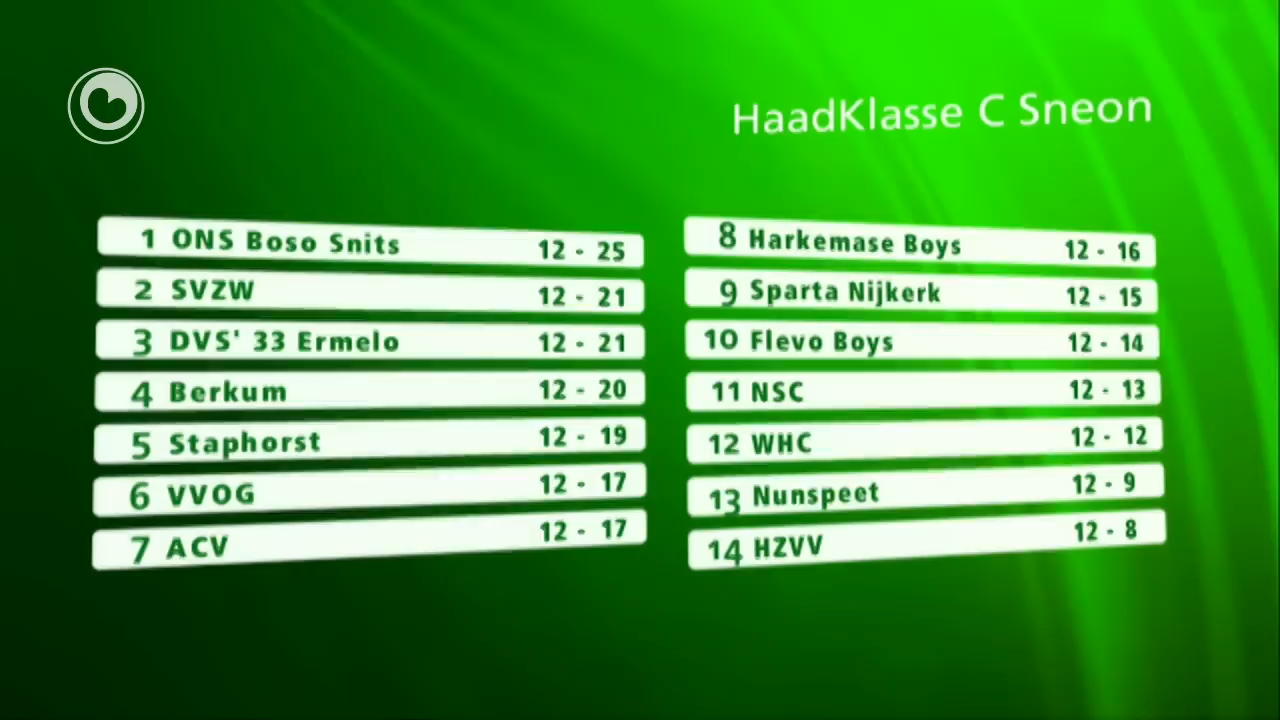 HaadKlasse C Sneon
1 ONS Boso Snits 12 - 25
2 SVZW 12 - 21
3 DVS' 33 Ermelo 12 - 21
4 Berkum 12 - 20
5 Staphorst 12 - 19
6 VVOG 12 - 17
7 ACV 12 - 17
8 Harkemase Boys 12 - 16
9 Sparta Nijkerk 12 - 15
10 Flevo Boys 12 - 14
11 NSC 12 - 13
12 WHC 12 - 12
13 Nunspeet 12 - 9
14 HZVV 12 - 8